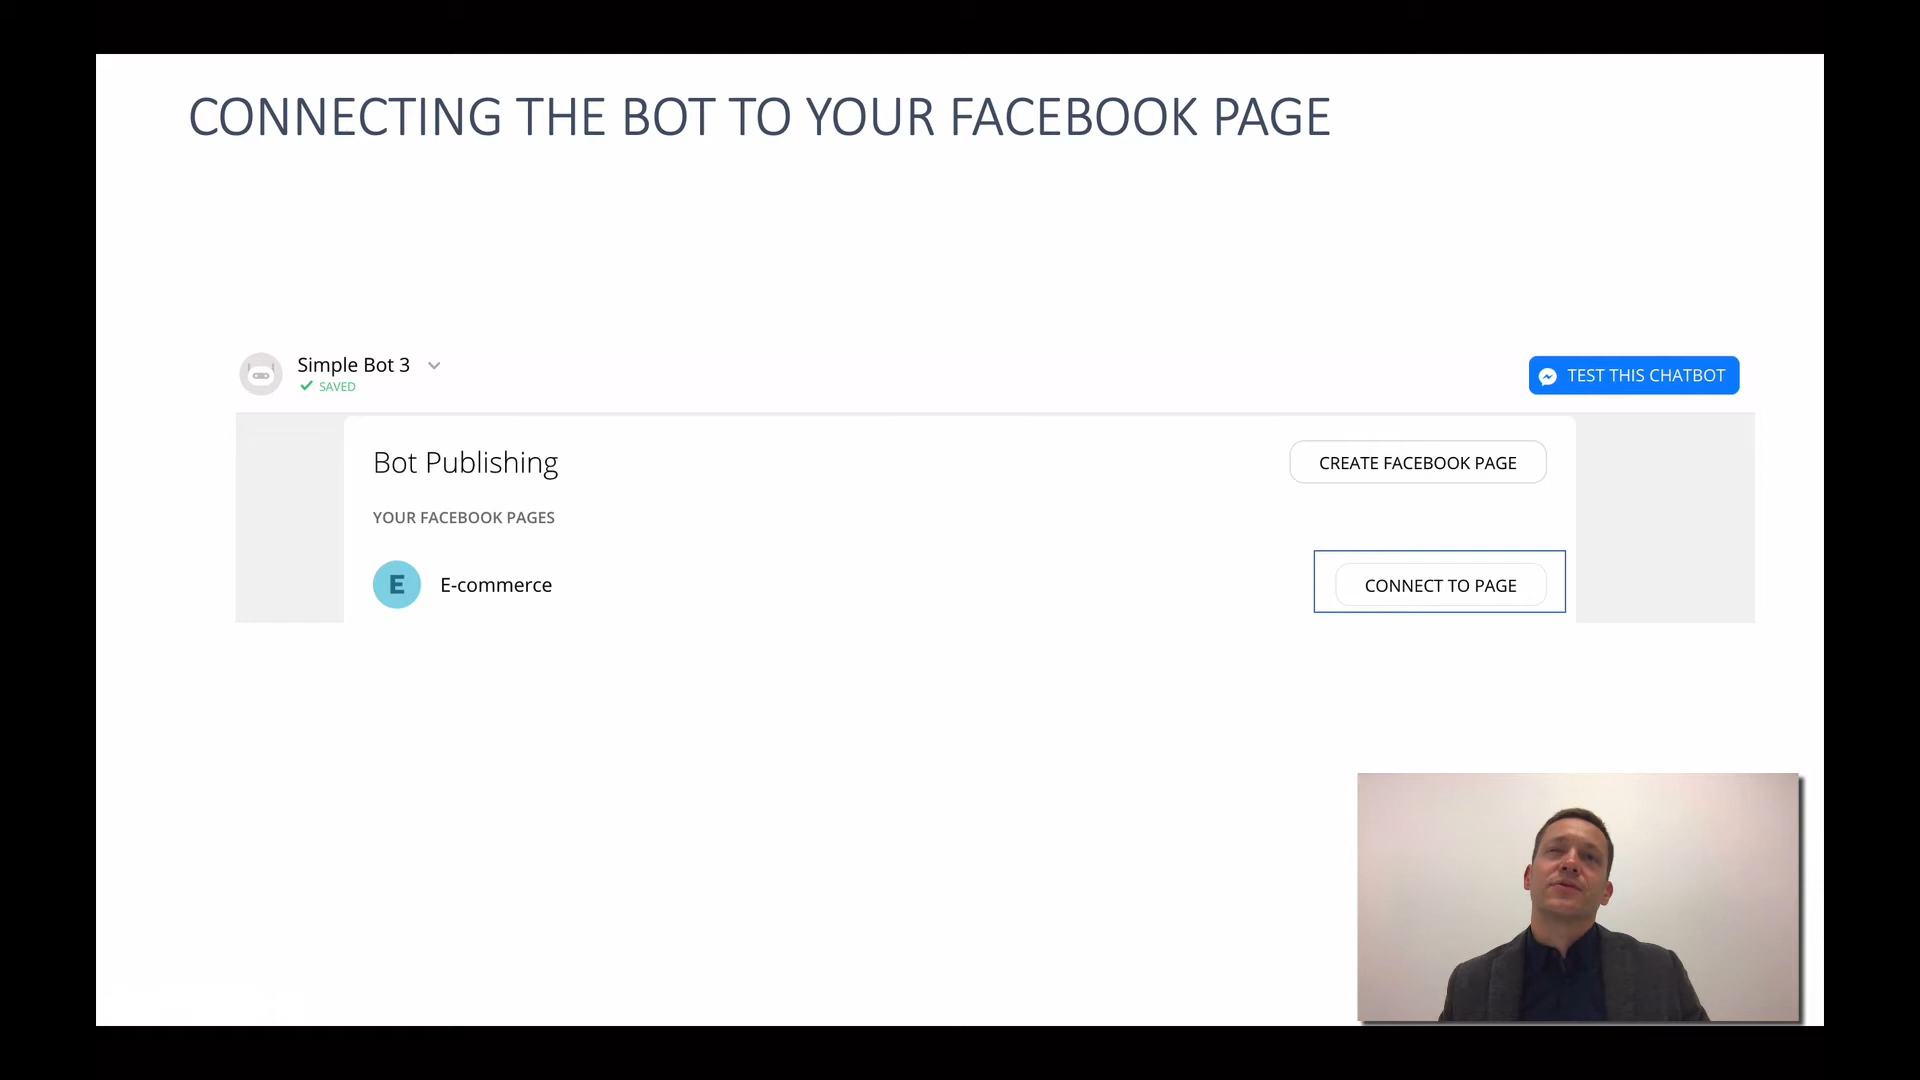 CONNECTING THE BOT TO YOUR FACEBOOK PAGE
Simple Bot 3
SAVED
TEST THIS CHATBOT
Bot Publishing
CREATE FACEBOOK PAGE
YOUR FACEBOOK PAGES
E
E-commerce
CONNECT TO PAGE